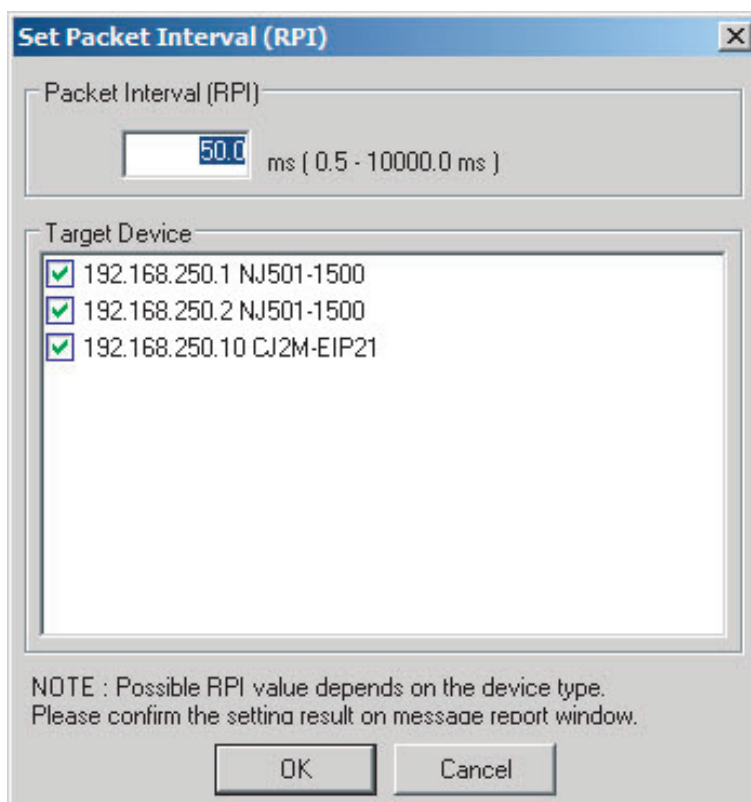 Set Packet Interval (RPI)
Packet Interval (RPI)
50.0 ms ( 0.5 - 10000.0 ms )
Target Device
192.168.250.1 NJ501-1500
192.168.250.2 NJ501-1500
192.168.250.10 CJ2M-EIP21
NOTE : Possible RPI value depends on the device type.
Please confirm the setting result on message report window.
OK Cancel